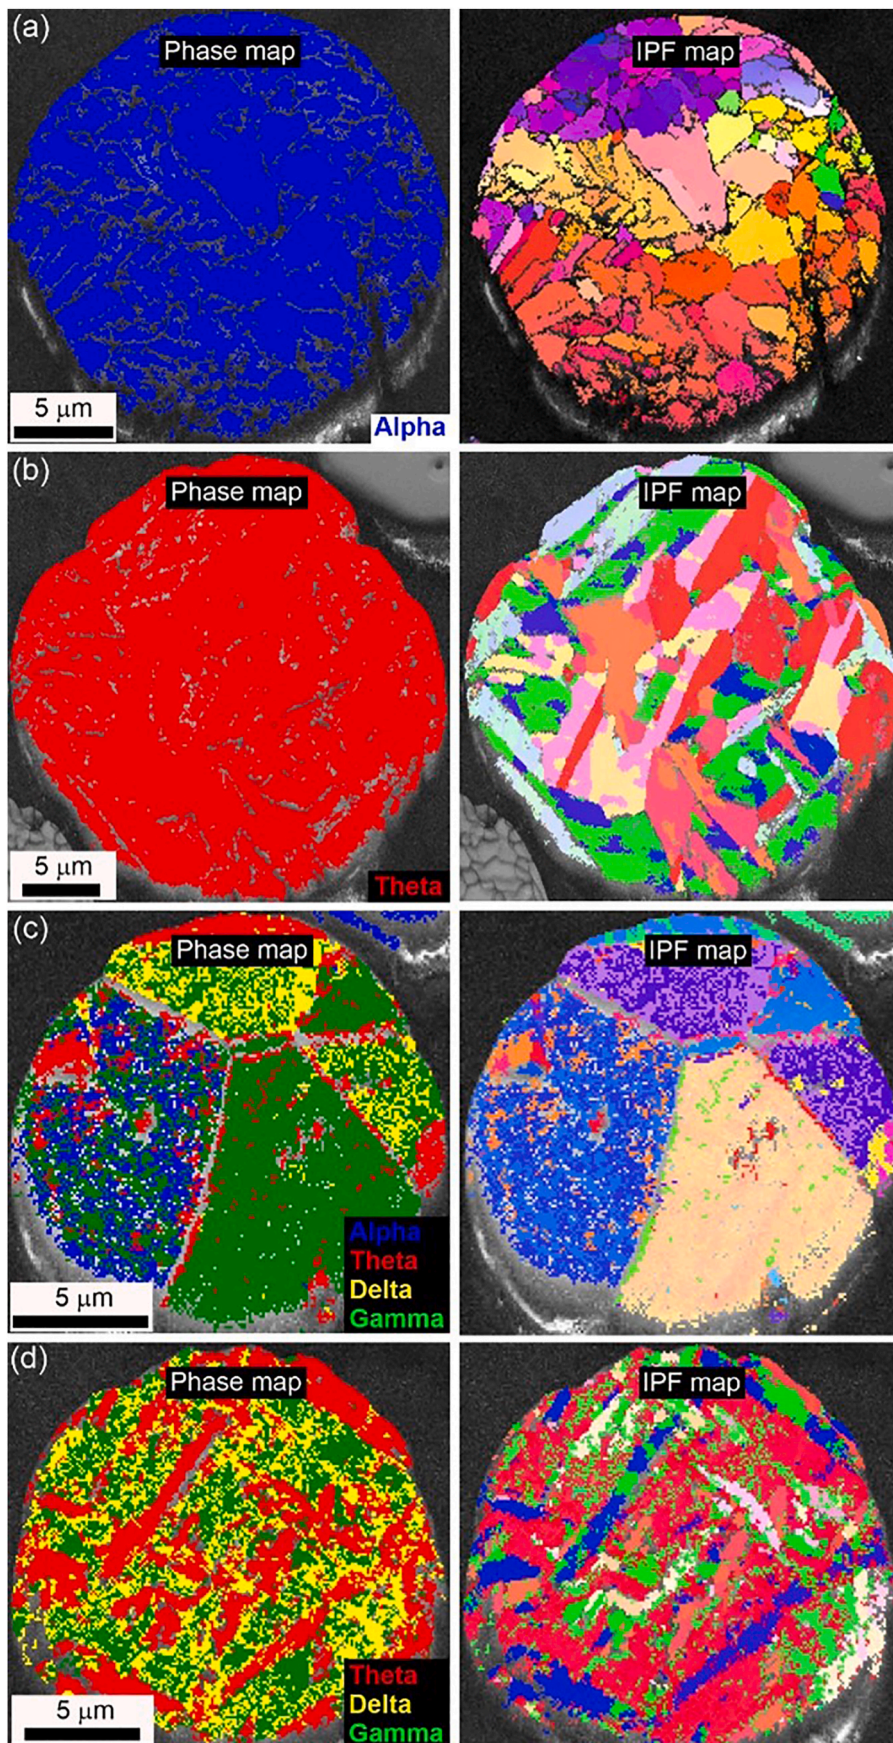 (a)
Phase map
IPF map
5 μm
Alpha
(b)
Phase map
IPF map
5 μm
Theta
(c)
Phase map
IPF map
Alpha
Theta
Delta
Gamma
5 μm
(d)
Phase map
IPF map
Theta
Delta
Gamma
5 μm